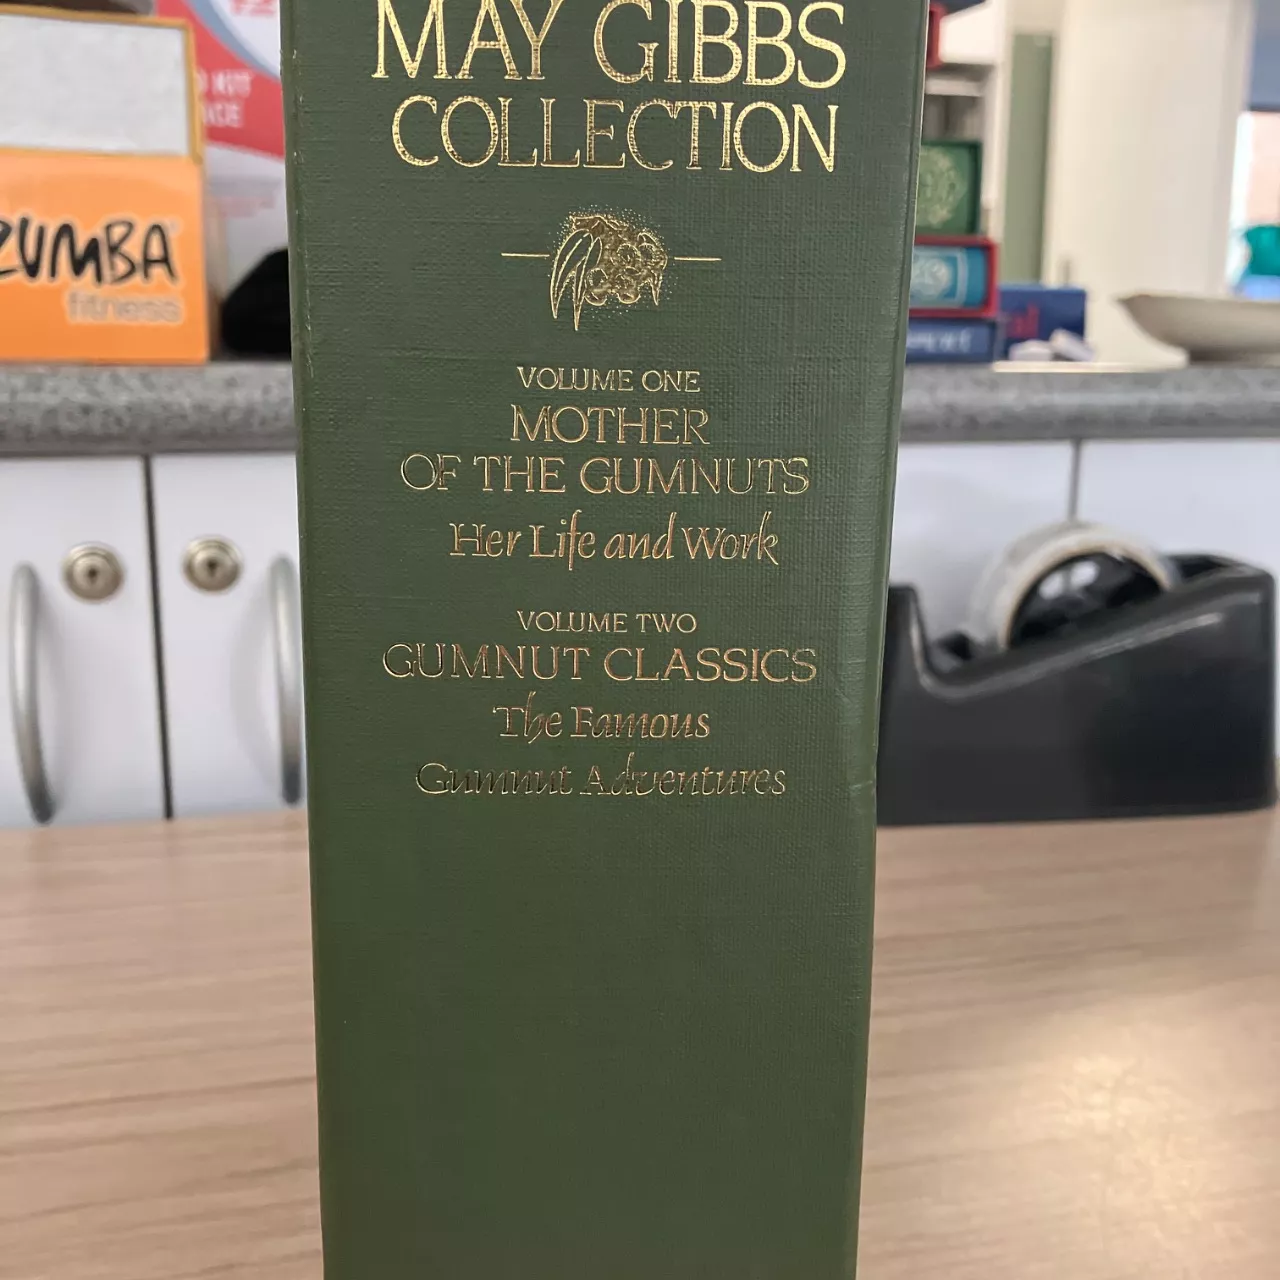 MAY GIBBS
COLLECTION
VOLUME ONE
MOTHER
OF THE GUMNUTS
Her Life and Work
VOLUME TWO
GUMNUT CLASSICS
The Famous
Gumnut Adventures
ZUMBA
fitness
KIT